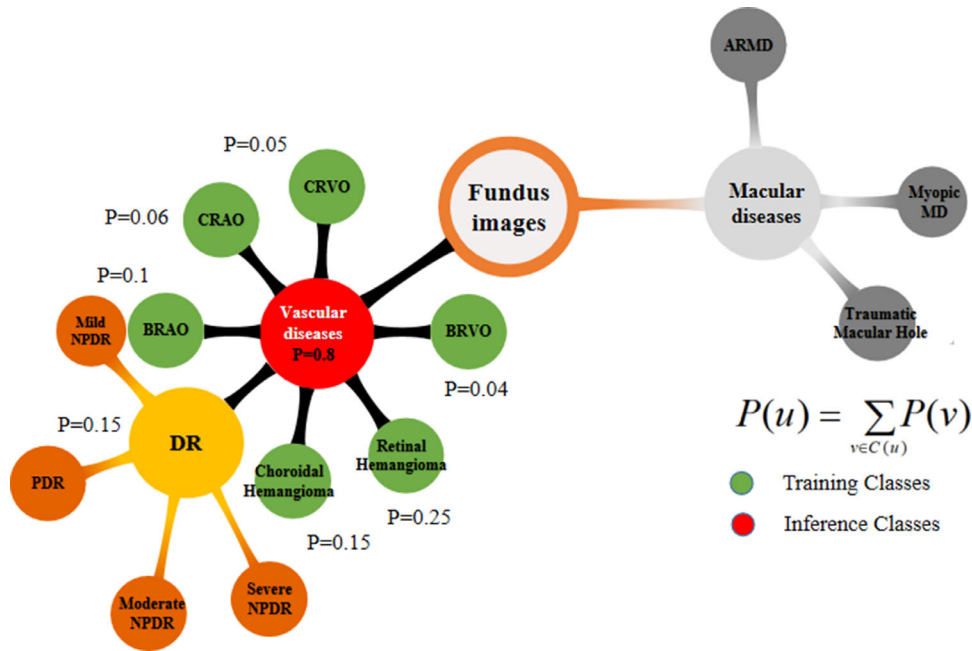 ARMD
P=0.05
CRVO
Fundus
images
Macular
diseases
Myopic
MD
P=0.06
CRAO
P=0.1
Mild
NPDR
BRAO
Vascular
diseases
P=0.8
BRVO
Traumatic
Macular Hole
P=0.04
P=0.15
DR
PDR
Choroidal
Hemangioma
Retinal
Hemangioma
P=0.25
P=0.15
Moderate
NPDR
Severe
NPDR
P(u) = ∑ P(v)
v∈C(u)
Training Classes
Inference Classes